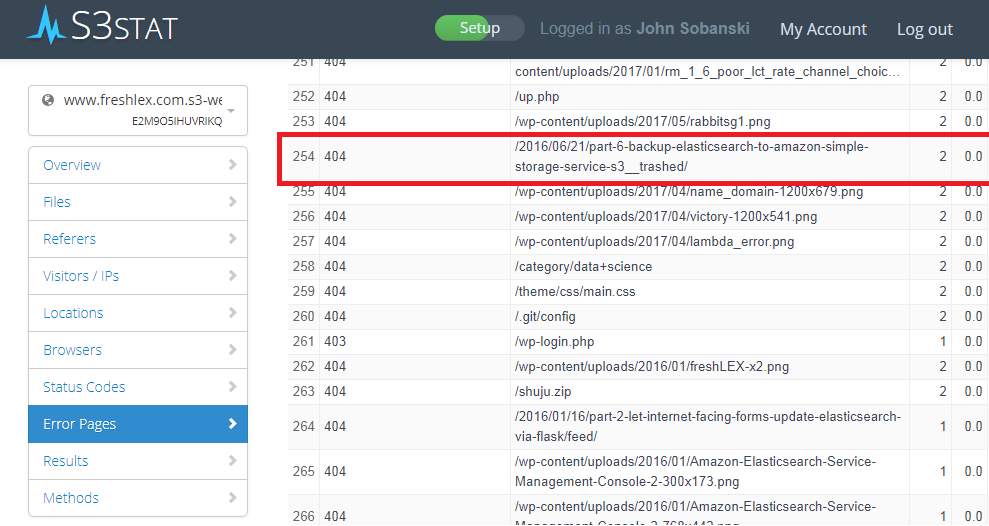 S3STAT
Setup
Logged in as John Sobanski
My Account
Log out
www.freshlex.com.s3-we
E2M9O5IHUVRIKQ
Overview
Files
Referers
Visitors / IPs
Locations
Browsers
Status Codes
Error Pages
Results
Methods
251 404 content/uploads/2017/01/rm_1_6_poor_lct_rate_channel_choic... 2 0.0
252 404 /up.php 2 0.0
253 404 /wp-content/uploads/2017/05/rabbitsg1.png 2 0.0
254 404 /2016/06/21/part-6-backup-elasticsearch-to-amazon-simple- 2 0.0
storage-service-s3__trashed/
255 404 /wp-content/uploads/2017/04/name_domain-1200x679.png 2 0.0
256 404 /wp-content/uploads/2017/04/victory-1200x541.png 2 0.0
257 404 /wp-content/uploads/2017/04/lambda_error.png 2 0.0
258 404 /category/data+science 2 0.0
259 404 /theme/css/main.css 2 0.0
260 404 /.git/config 2 0.0
261 403 /wp-login.php 1 0.0
262 404 /wp-content/uploads/2016/01/freshLEX-x2.png 2 0.0
263 404 /shuju.zip 2 0.0
264 404 /2016/01/16/part-2-let-internet-facing-forms-update-elasticsearch- 1 0.0
via-flask/feed/
265 404 /wp-content/uploads/2016/01/Amazon-Elasticsearch-Service- 1 0.0
Management-Console-2-300x173.png
266 404 /wp-content/uploads/2016/01/Amazon-Elasticsearch-Service- 1 0.0